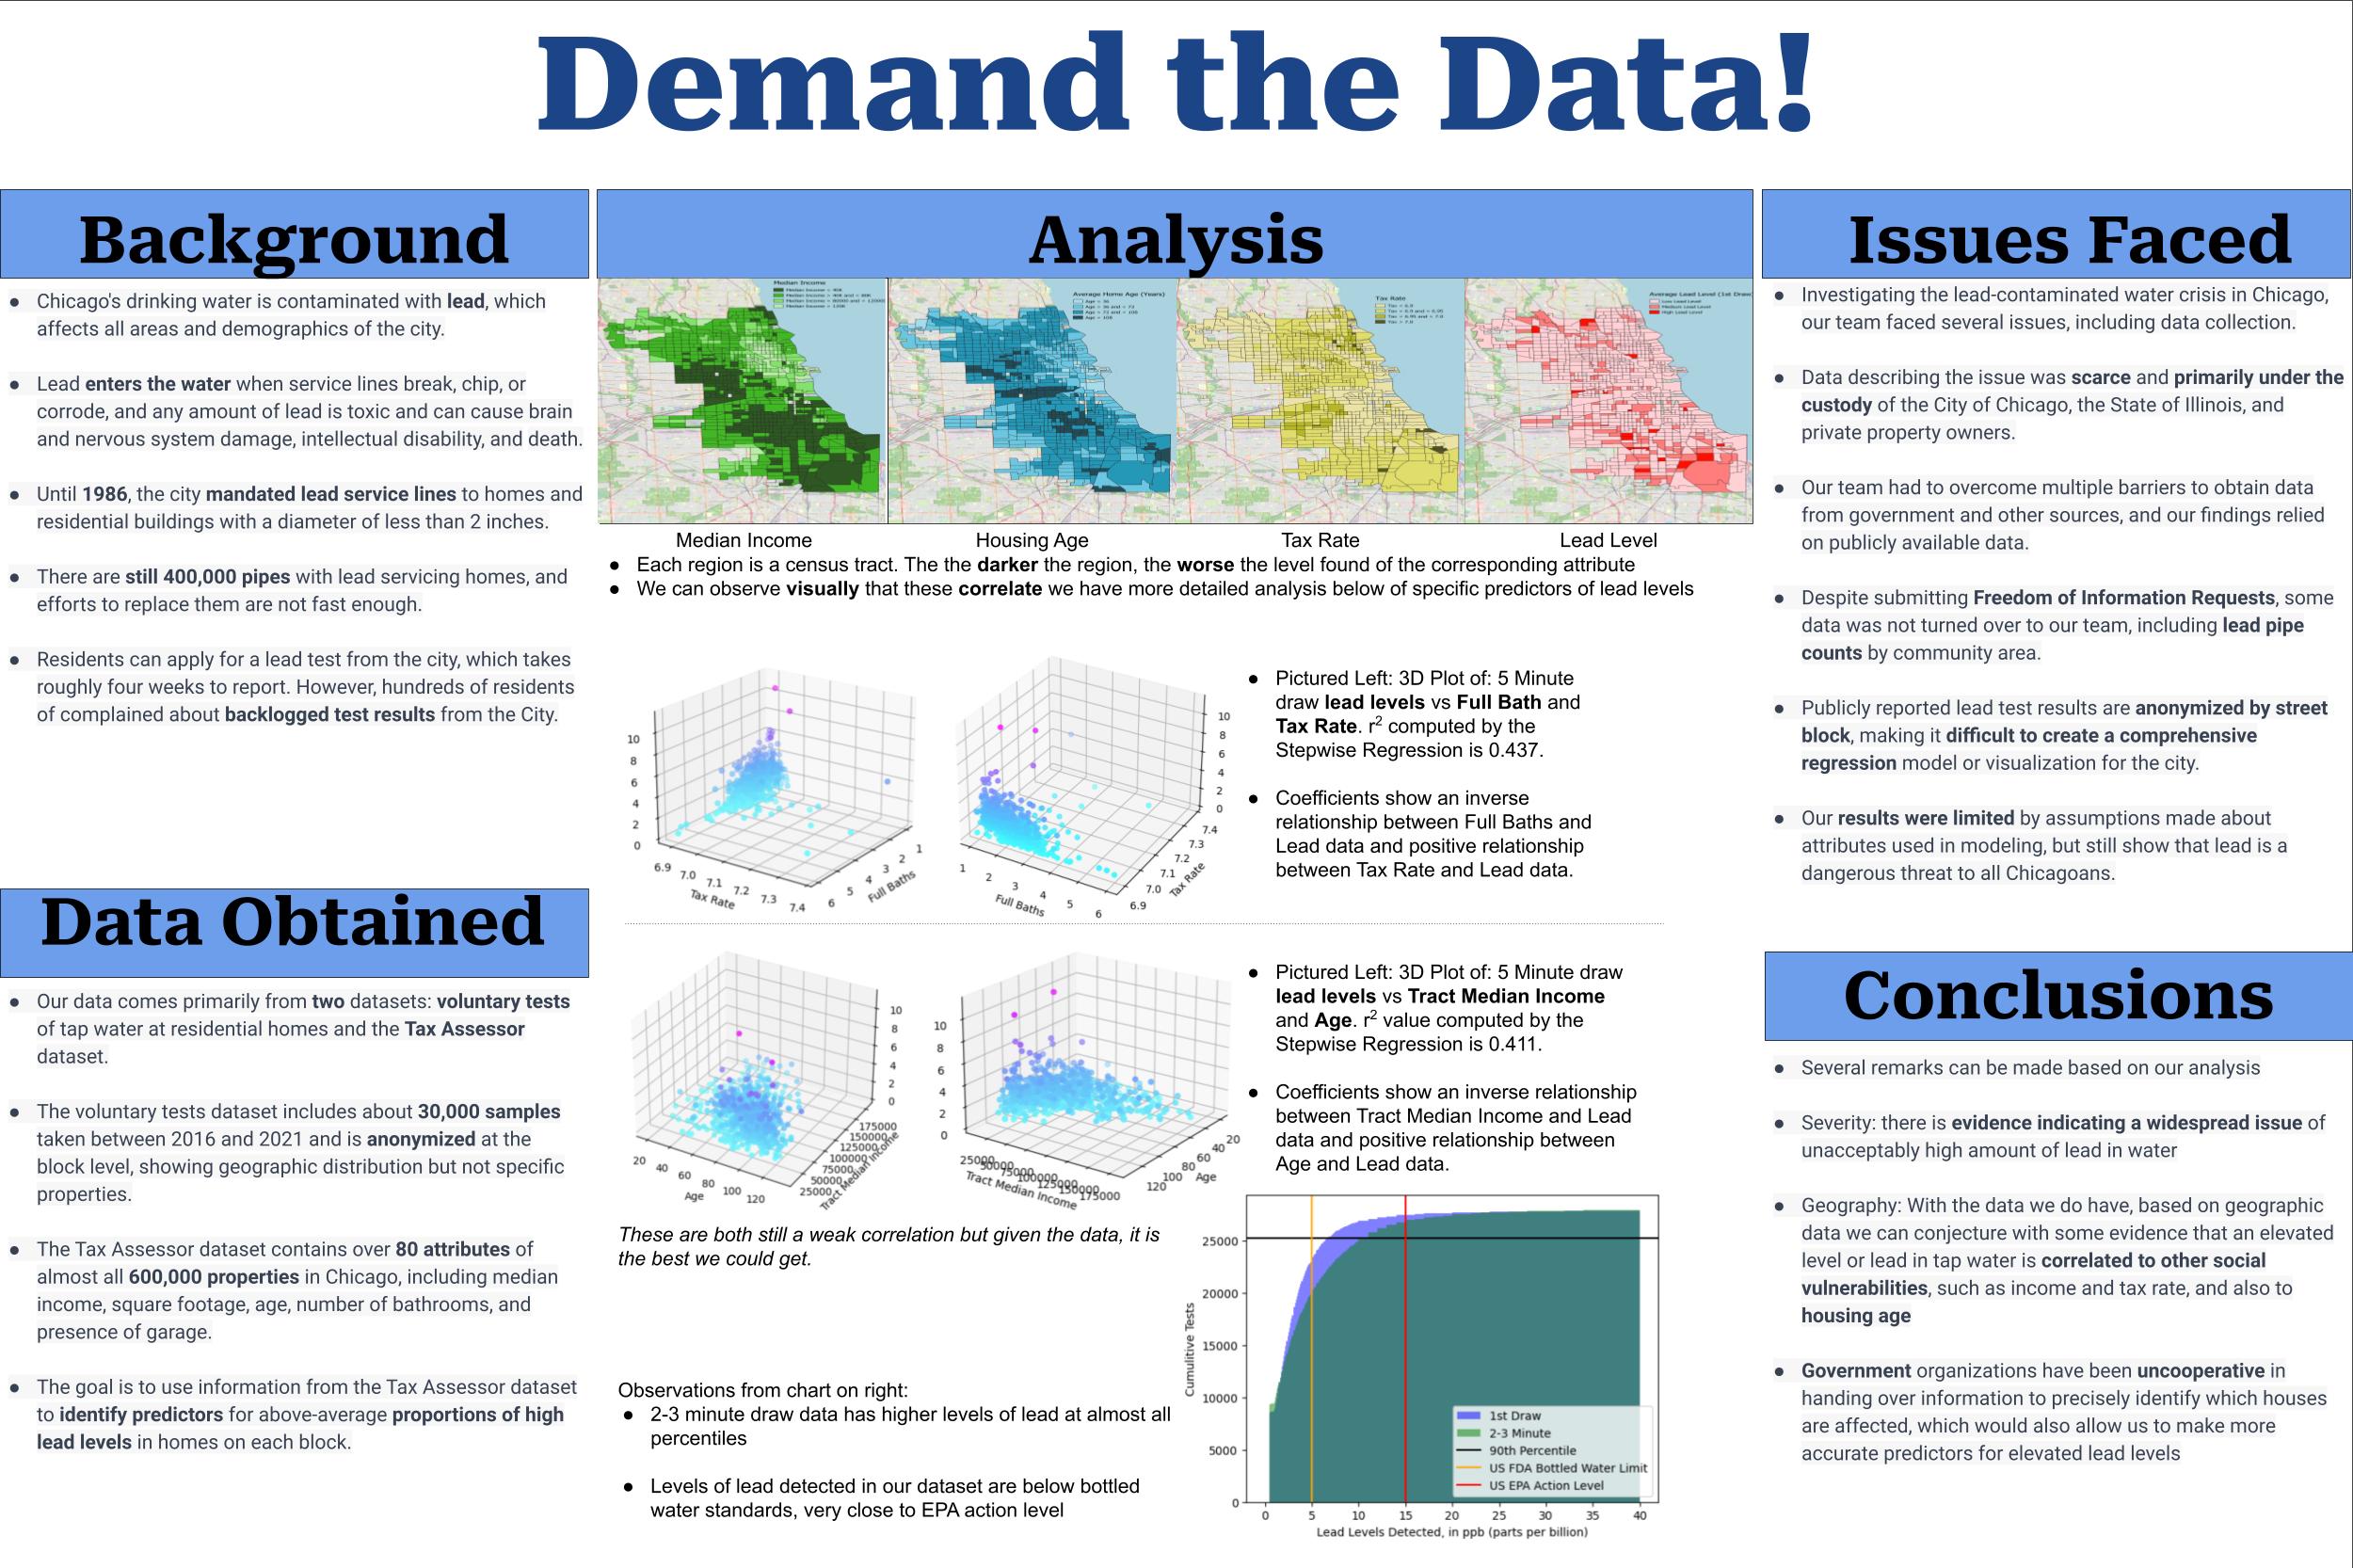 Demand the Data!
Background
● Chicago's drinking water is contaminated with lead, which
affects all areas and demographics of the city.
● Lead enters the water when service lines break, chip, or
corrode, and any amount of lead is toxic and can cause brain
and nervous system damage, intellectual disability, and death.
● Until 1986, the city mandated lead service lines to homes and
residential buildings with a diameter of less than 2 inches.
● There are still 400,000 pipes with lead servicing homes, and
efforts to replace them are not fast enough.
● Residents can apply for a lead test from the city, which takes
roughly four weeks to report. However, hundreds of residents
of complained about backlogged test results from the City.
Data Obtained
● Our data comes primarily from two datasets: voluntary tests
of tap water at residential homes and the Tax Assessor
dataset.
● The voluntary tests dataset includes about 30,000 samples
taken between 2016 and 2021 and is anonymized at the
block level, showing geographic distribution but not specific
properties.
● The Tax Assessor dataset contains over 80 attributes of
almost all 600,000 properties in Chicago, including median
income, square footage, age, number of bathrooms, and
presence of garage.
● The goal is to use information from the Tax Assessor dataset
to identify predictors for above-average proportions of high
lead levels in homes on each block.
Analysis
Median Income
Average Home Age (Years)
Tax Rate
Average Lead Level (1st Draw
Low Lead Level
High Lead Level
Median Income
Housing Age
Tax Rate
Lead Level
● Each region is a census tract. The the darker the region, the worse the level found of the corresponding attribute
● We can observe visually that these correlate we have more detailed analysis below of specific predictors of lead levels
10
8
6
4
2
0
6.9 7.0 7.1 7.2 7.3 7.4
Tax Rate
6 5 4 3 2 1
Full Baths
10
8
6
4
2
0
1 2 3 4 5 6
Full Baths
6.9 7.0 7.1 7.2 7.3 7.4
Tax Rate
● Pictured Left: 3D Plot of: 5 Minute
draw lead levels vs Full Bath and
Tax Rate. r2 computed by the
Stepwise Regression is 0.437.
● Coefficients show an inverse
relationship between Full Baths and
Lead data and positive relationship
between Tax Rate and Lead data.
10
8
6
4
2
0
20 40 60 80 100 120
Age
25000 50000 75000 100000 125000 150000 175000
Tract Median Income
10
8
6
4
2
0
25000 50000 75000 100000 125000 150000 175000
Tract Median Income
120 100 80 60 40 20
Age
● Pictured Left: 3D Plot of: 5 Minute draw
lead levels vs Tract Median Income
and Age. r2 value computed by the
Stepwise Regression is 0.411.
● Coefficients show an inverse relationship
between Tract Median Income and Lead
data and positive relationship between
Age and Lead data.
These are both still a weak correlation but given the data, it is
the best we could get.
Observations from chart on right:
● 2-3 minute draw data has higher levels of lead at almost all
percentiles
● Levels of lead detected in our dataset are below bottled
water standards, very close to EPA action level
Cumulitive Tests
25000
20000
15000
10000
5000
0
1st Draw
2-3 Minute
90th Percentile
US FDA Bottled Water Limit
US EPA Action Level
0 5 10 15 20 25 30 35 40
Lead Levels Detected, in ppb (parts per billion)
Issues Faced
● Investigating the lead-contaminated water crisis in Chicago,
our team faced several issues, including data collection.
● Data describing the issue was scarce and primarily under the
custody of the City of Chicago, the State of Illinois, and
private property owners.
● Our team had to overcome multiple barriers to obtain data
from government and other sources, and our findings relied
on publicly available data.
● Despite submitting Freedom of Information Requests, some
data was not turned over to our team, including lead pipe
counts by community area.
● Publicly reported lead test results are anonymized by street
block, making it difficult to create a comprehensive
regression model or visualization for the city.
● Our results were limited by assumptions made about
attributes used in modeling, but still show that lead is a
dangerous threat to all Chicagoans.
Conclusions
● Several remarks can be made based on our analysis
● Severity: there is evidence indicating a widespread issue of
unacceptably high amount of lead in water
● Geography: With the data we do have, based on geographic
data we can conjecture with some evidence that an elevated
level or lead in tap water is correlated to other social
vulnerabilities, such as income and tax rate, and also to
housing age
● Government organizations have been uncooperative in
handing over information to precisely identify which houses
are affected, which would also allow us to make more
accurate predictors for elevated lead levels